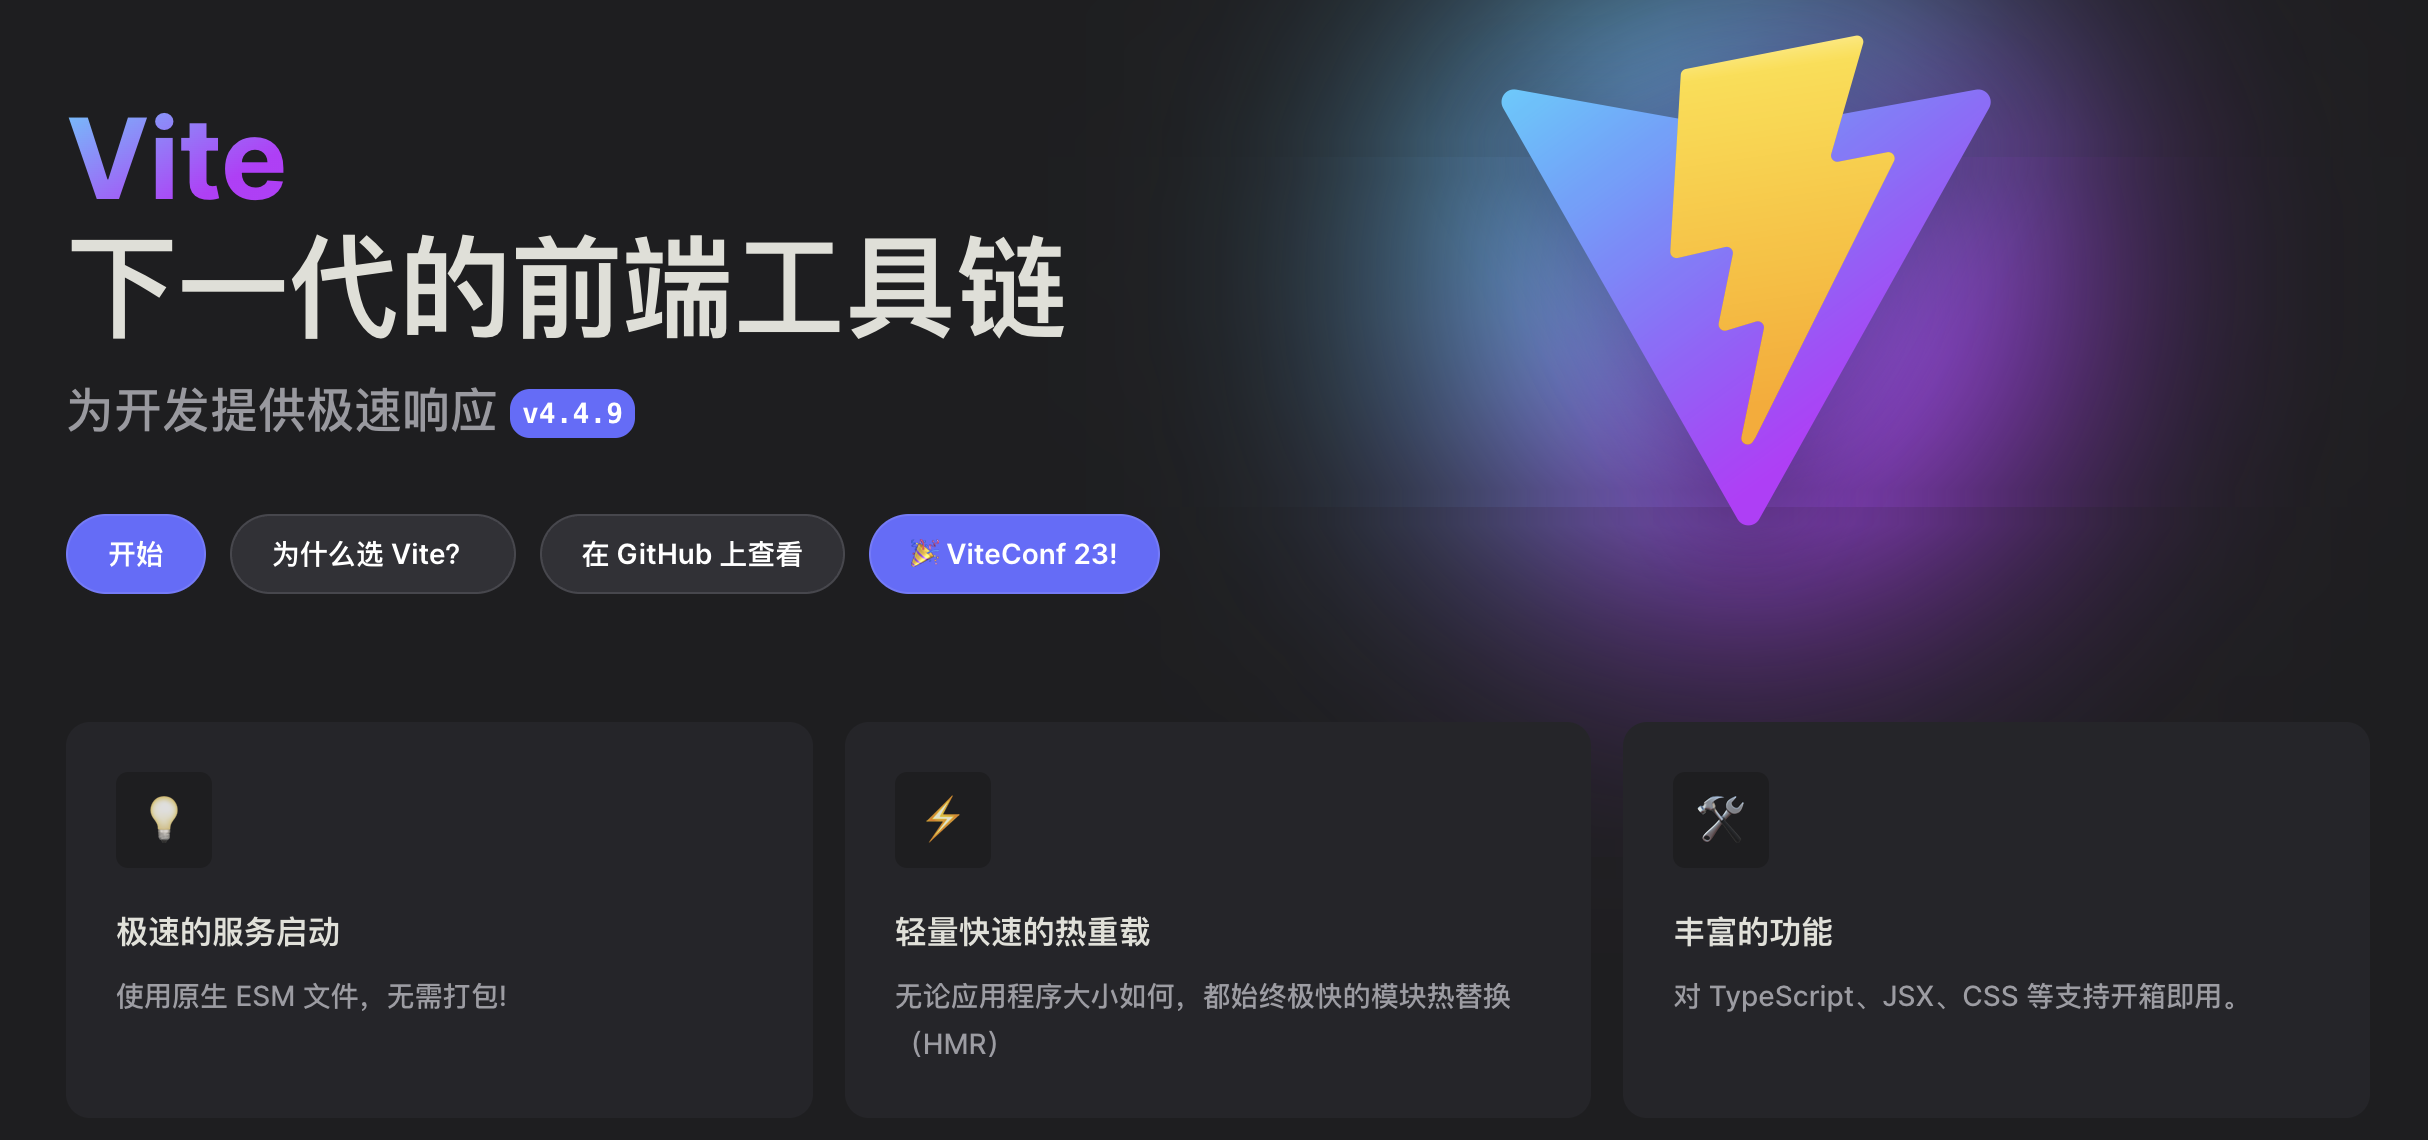 Vite
下一代的前端工具链
为开发提供极速响应 v4.4.9
开始
为什么选 Vite?
在 GitHub 上查看
🎉 ViteConf 23!
💡
极速的服务启动
使用原生 ESM 文件，无需打包!
⚡
轻量快速的热重载
无论应用程序大小如何，都始终极快的模块热替换
（HMR）
🛠️
丰富的功能
对 TypeScript、JSX、CSS 等支持开箱即用。